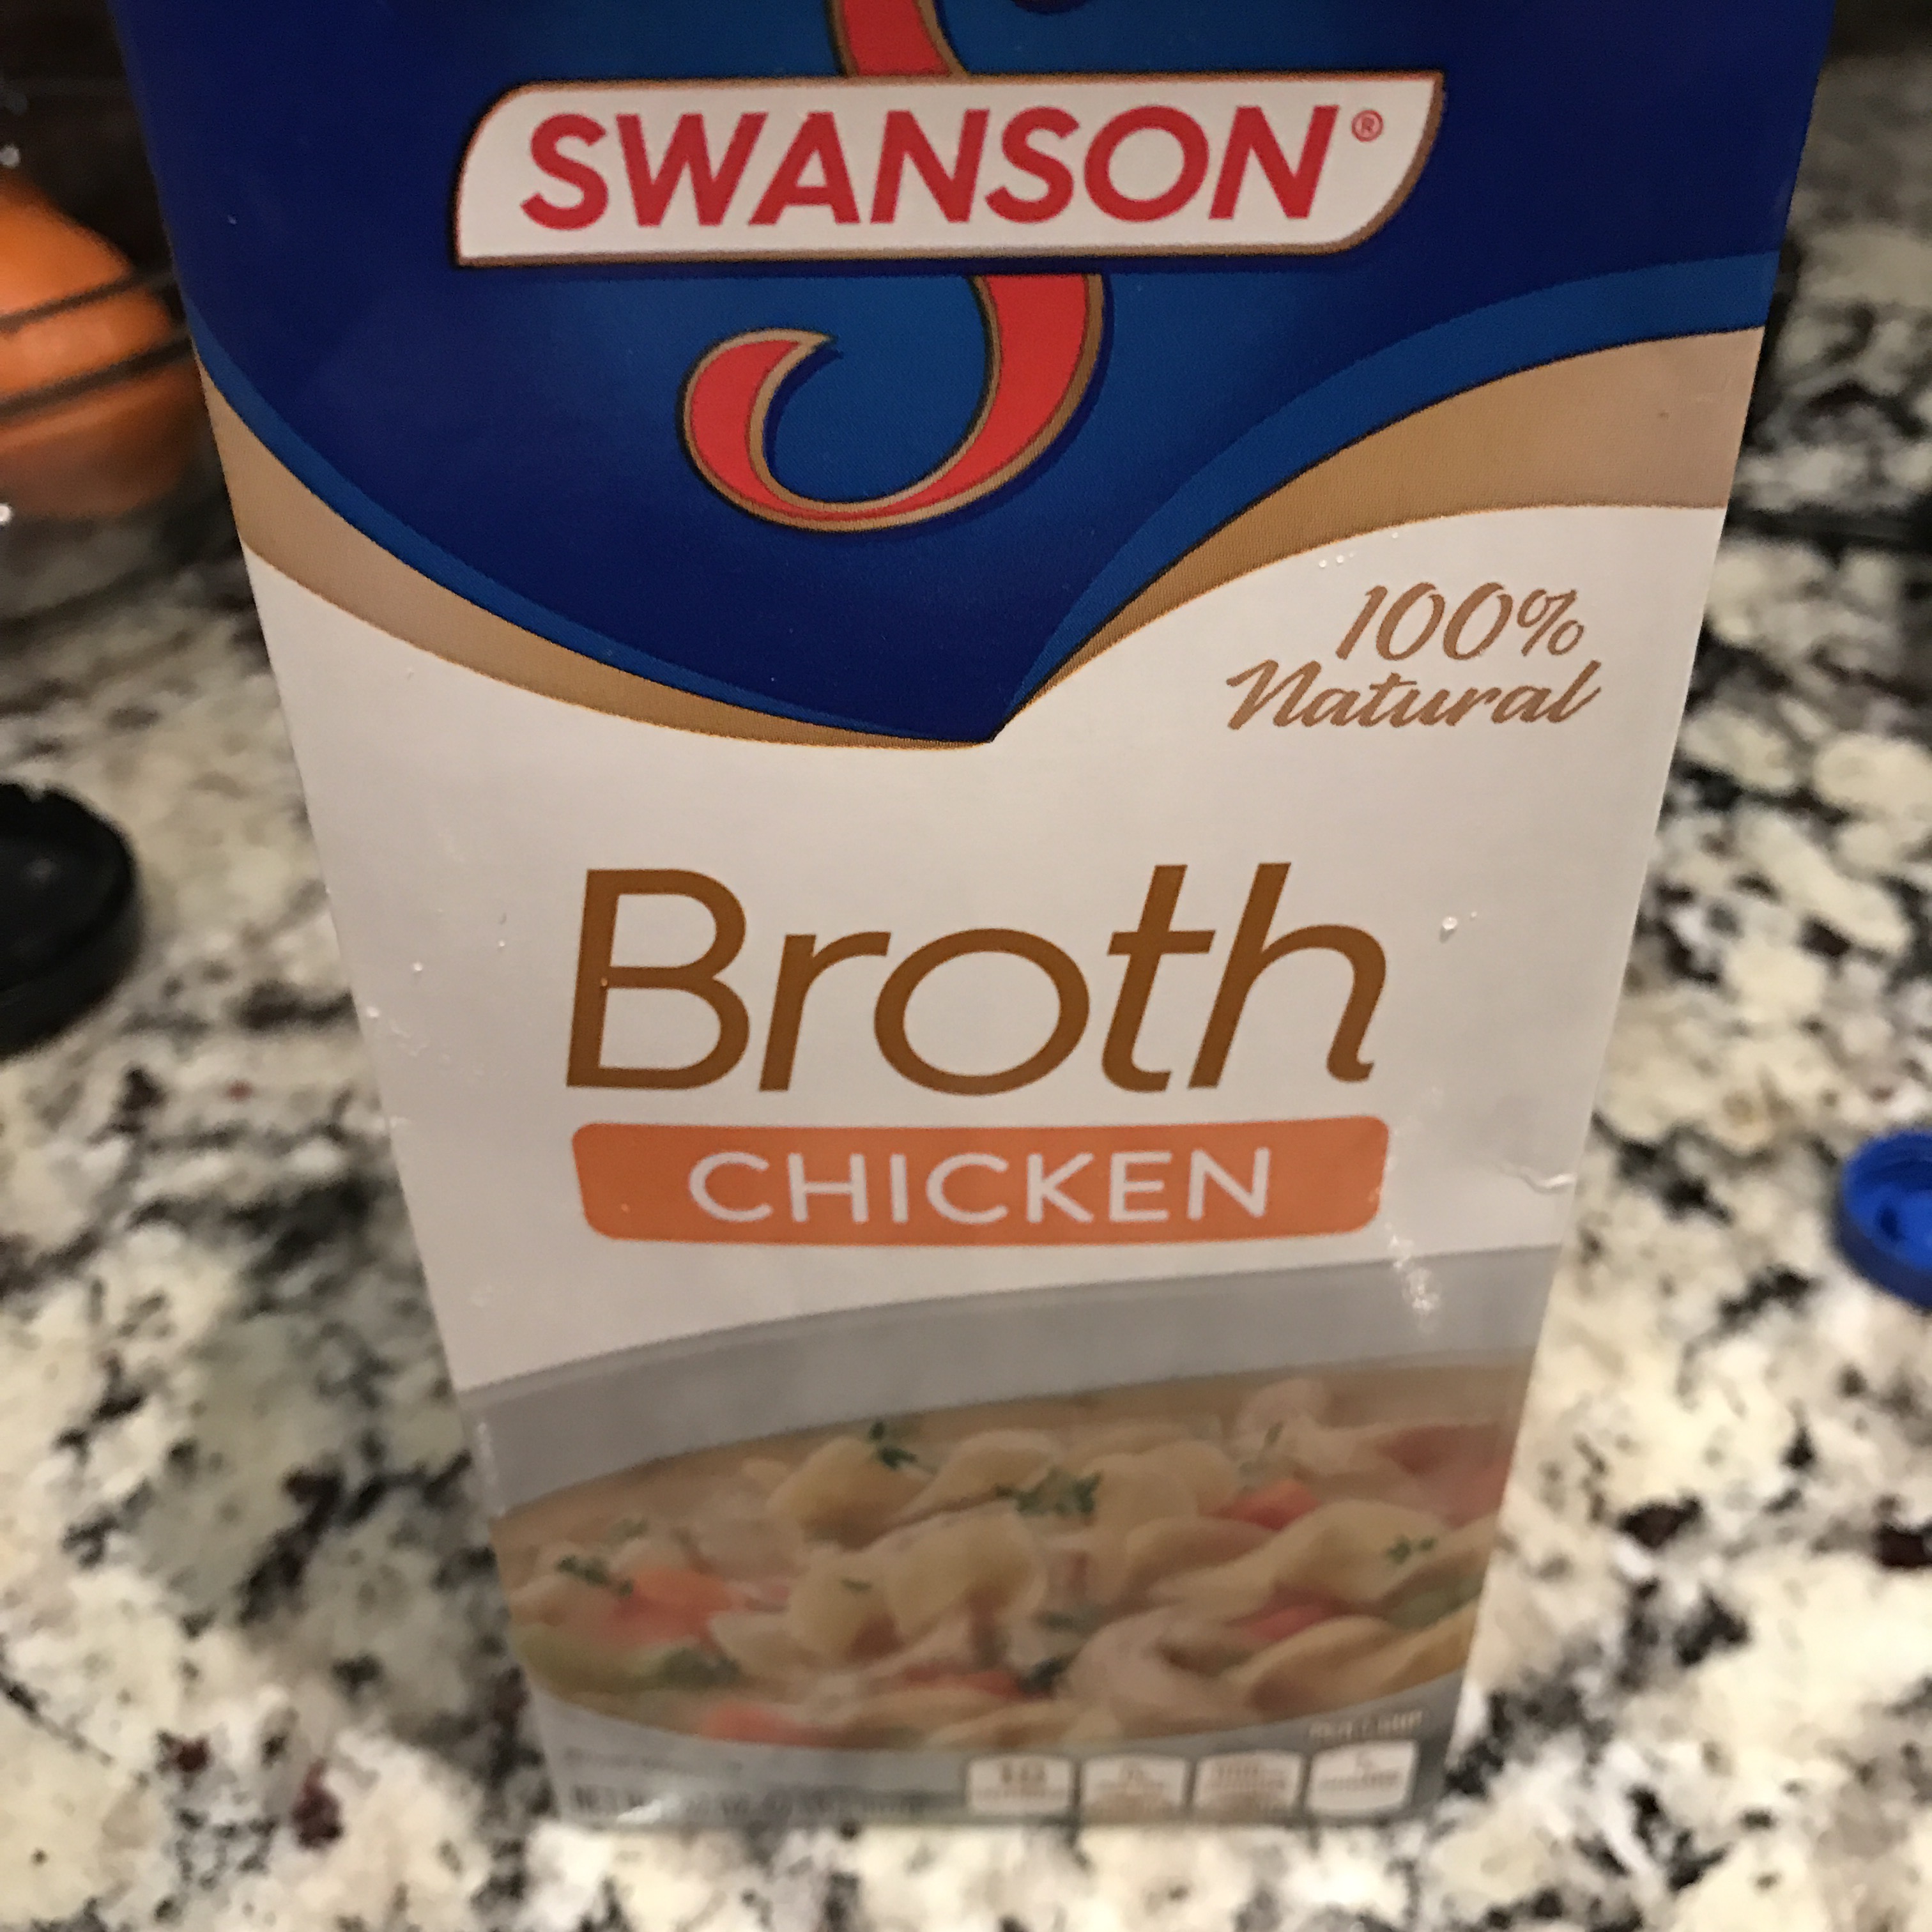 SWANSON®
100%
Natural
Broth
CHICKEN